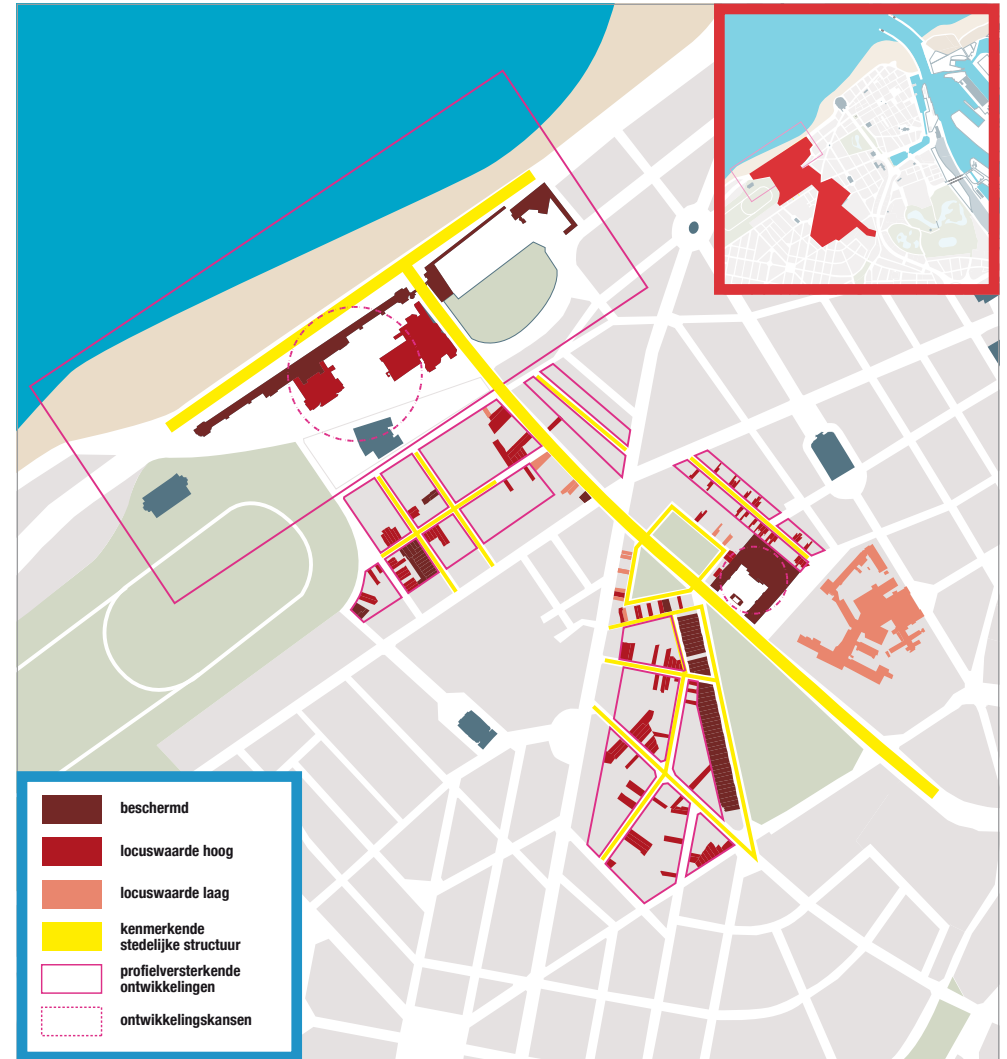 beschermd
locuswaarde hoog
locuswaarde laag
kenmerkende
stedelijke structuur
profielversterkende
ontwikkelingen
ontwikkelingskansen